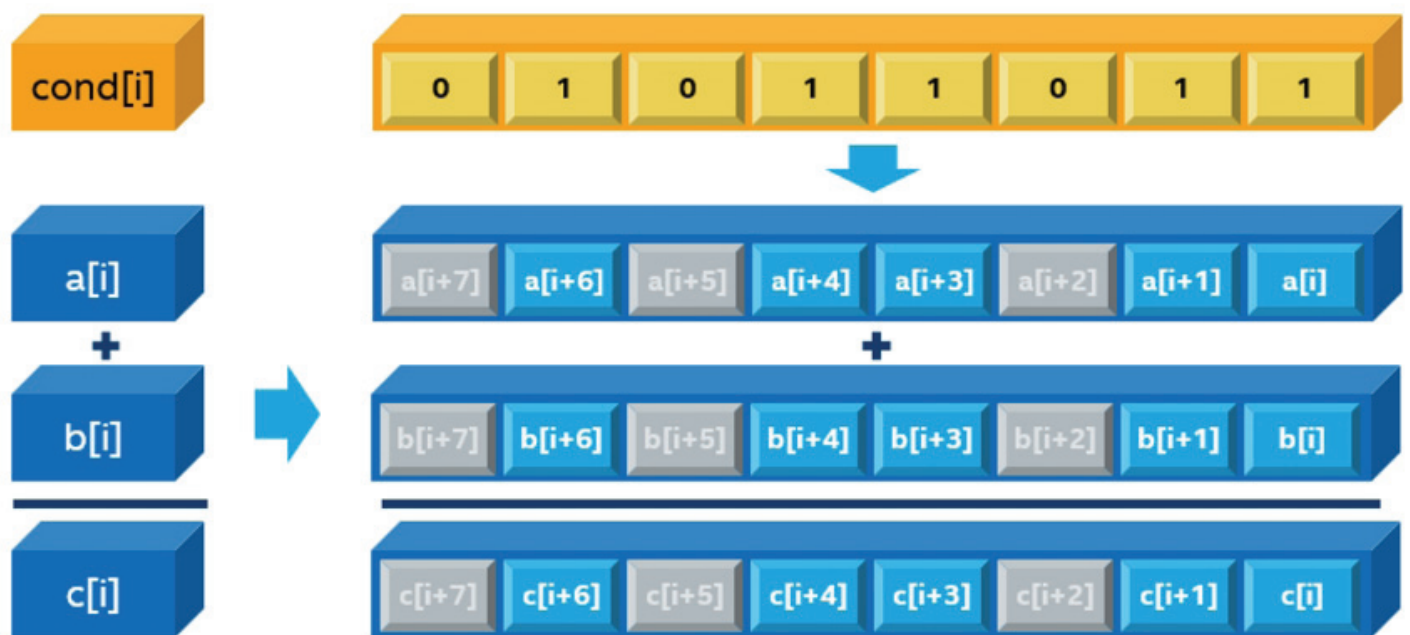 cond[i] 0 1 0 1 1 0 1 1
a[i] a[i+7] a[i+6] a[i+5] a[i+4] a[i+3] a[i+2] a[i+1] a[i]
+ +
b[i] b[i+7] b[i+6] b[i+5] b[i+4] b[i+3] b[i+2] b[i+1] b[i]
c[i] c[i+7] c[i+6] c[i+5] c[i+4] c[i+3] c[i+2] c[i+1] c[i]